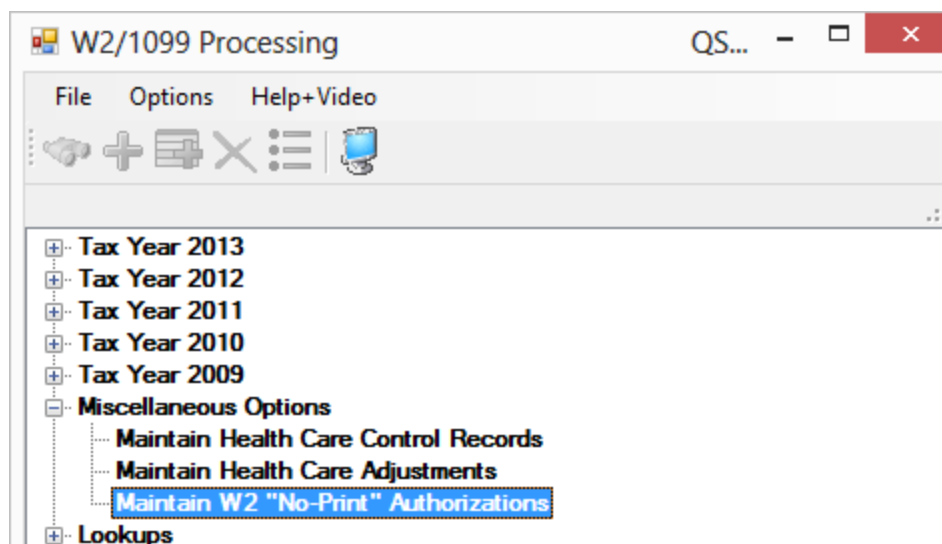 W2/1099 Processing QS...
File Options Help+Video
Tax Year 2013
Tax Year 2012
Tax Year 2011
Tax Year 2010
Tax Year 2009
Miscellaneous Options
Maintain Health Care Control Records
Maintain Health Care Adjustments
Maintain W2 "No-Print" Authorizations
Lookups